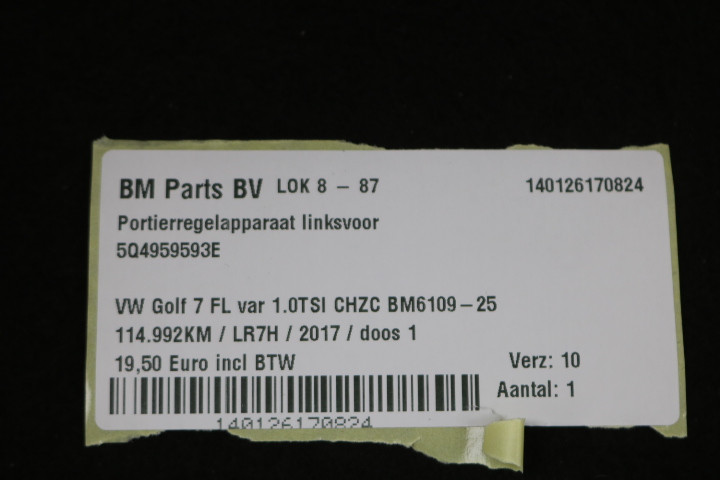 BM Parts BV LOK 8 - 87 140126170824
Portierregelapparaat linksvoor
5Q4959593E
VW Golf 7 FL var 1.0TSI CHZC BM6109-25
114.992KM / LR7H / 2017 / doos 1
19,50 Euro incl BTW Verz: 10
Aantal: 1
140126170824